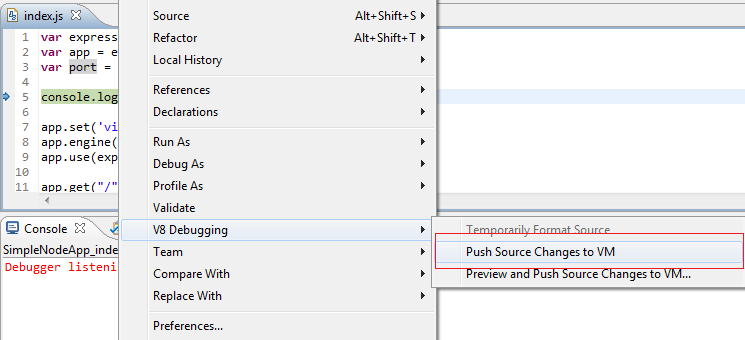 index.js
1 var express
2 var app = e
3 var port =
4
5 console.log
6
7 app.set('vi
8 app.engine(
9 app.use(exp
10
11 app.get("/"
Source Alt+Shift+S
Refactor Alt+Shift+T
Local History
References
Declarations
Run As
Debug As
Profile As
Validate
V8 Debugging
Team
Compare With
Replace With
Preferences...
Temporarily Format Source
Push Source Changes to VM
Preview and Push Source Changes to VM...
Console
SimpleNodeApp_inde
Debugger listeni